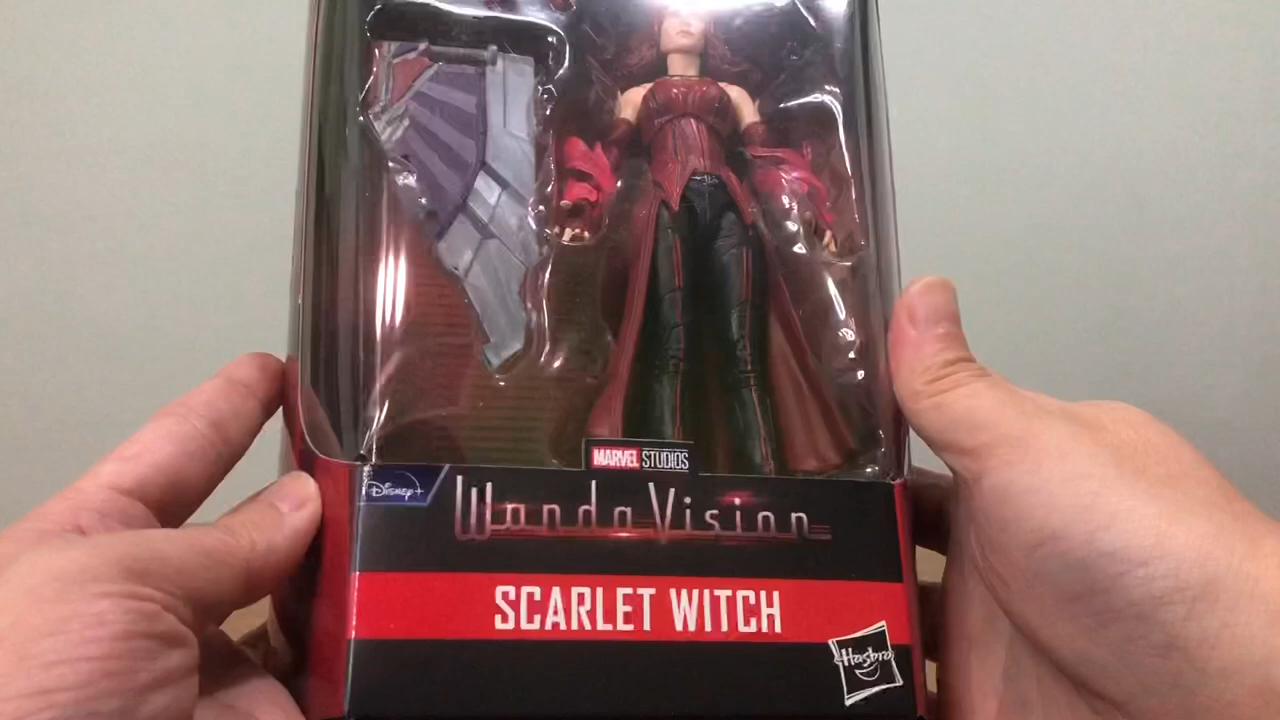 MARVEL STUDIOS
Disney+
WandaVision
SCARLET WITCH
Hasbro